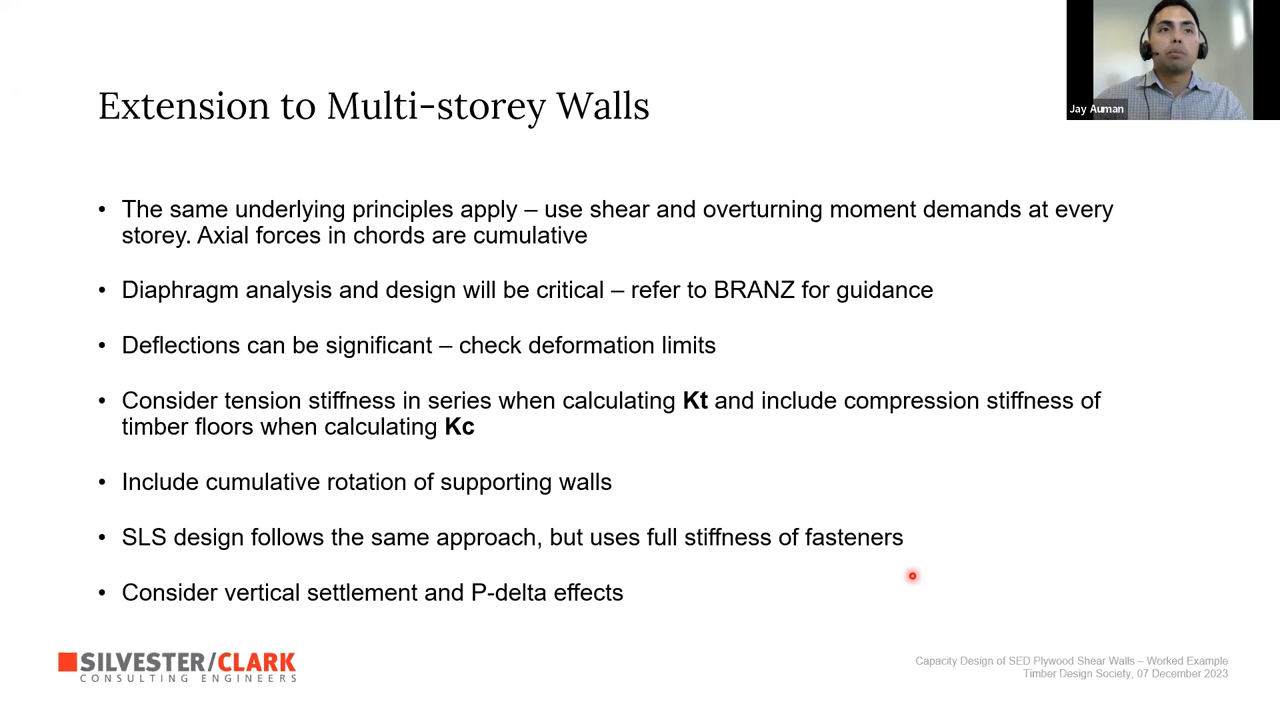 Jay Auman
Extension to Multi-storey Walls
• The same underlying principles apply – use shear and overturning moment demands at every
storey. Axial forces in chords are cumulative
• Diaphragm analysis and design will be critical – refer to BRANZ for guidance
• Deflections can be significant – check deformation limits
• Consider tension stiffness in series when calculating Kt and include compression stiffness of
timber floors when calculating Kc
• Include cumulative rotation of supporting walls
• SLS design follows the same approach, but uses full stiffness of fasteners
• Consider vertical settlement and P-delta effects
SILVESTER/CLARK
CONSULTING ENGINEERS
Capacity Design of SED Plywood Shear Walls – Worked Example
Timber Design Society, 07 December 2023